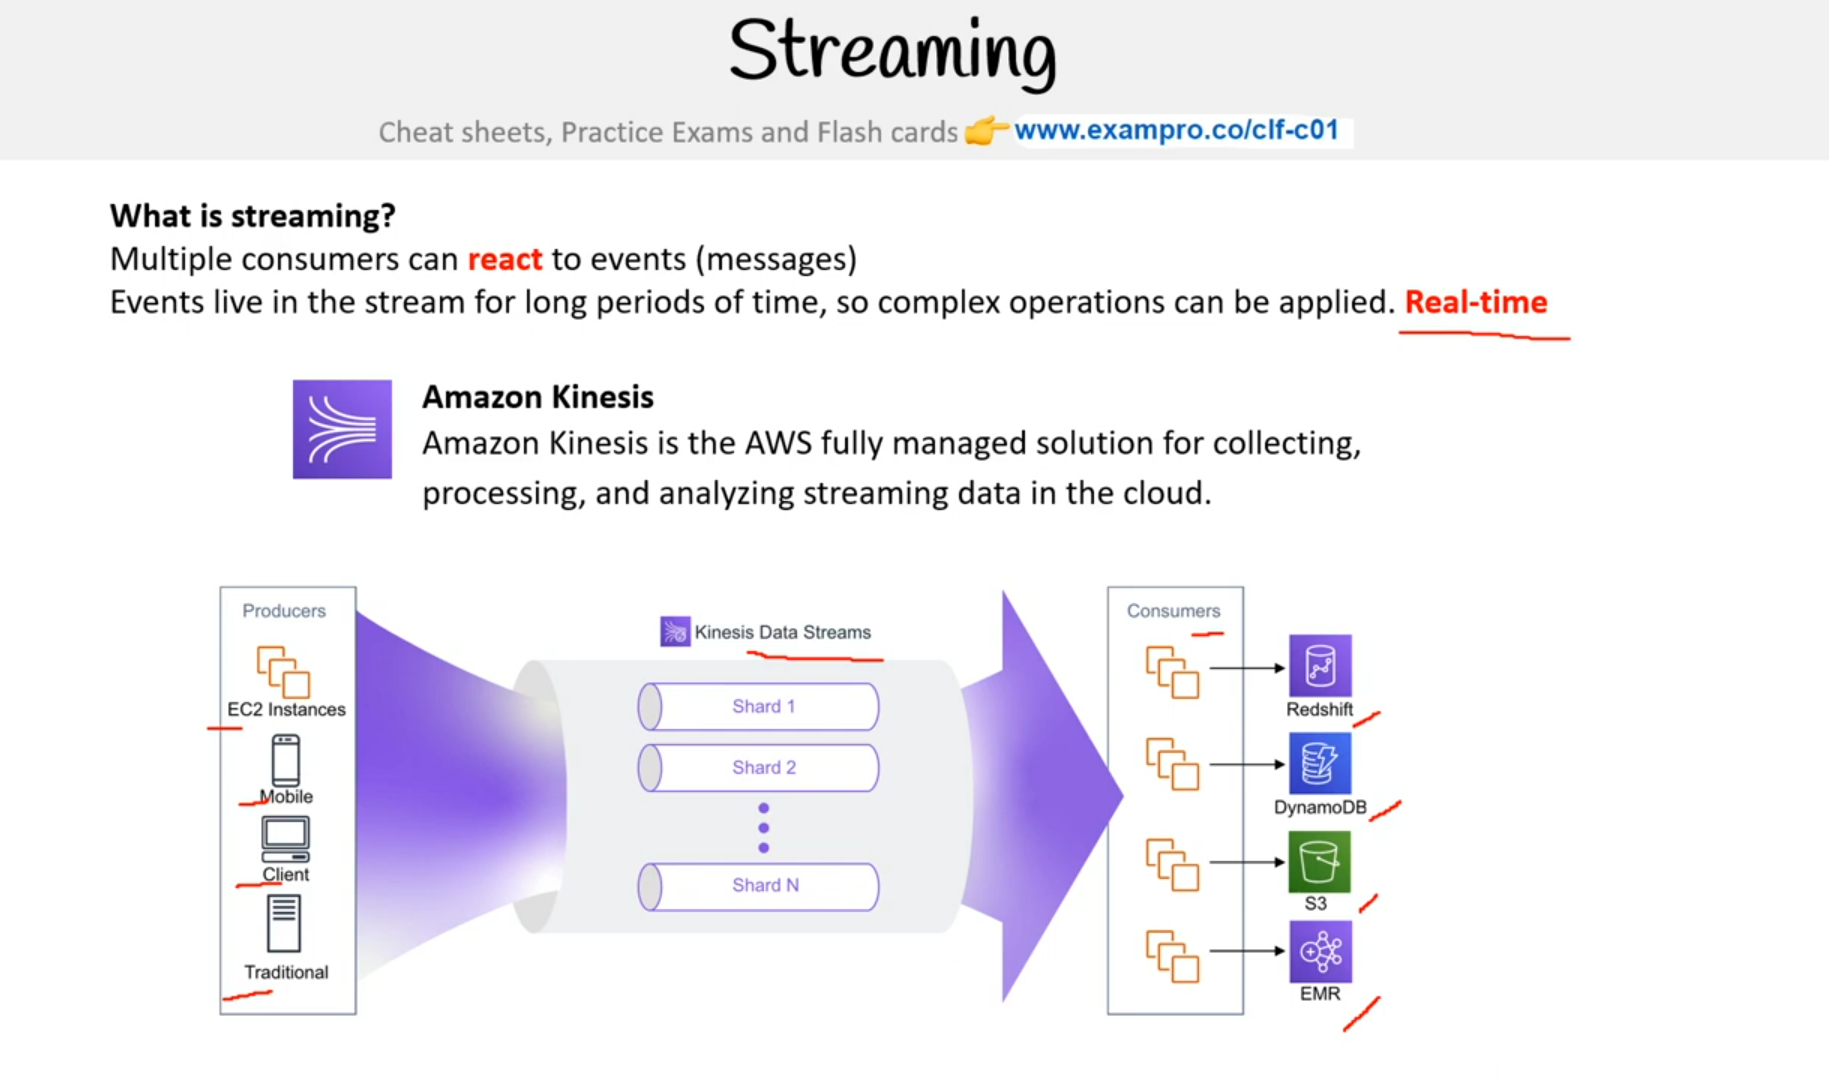 Streaming
Cheat sheets, Practice Exams and Flash cards 👉 www.exampro.co/clf-c01
What is streaming?
Multiple consumers can react to events (messages)
Events live in the stream for long periods of time, so complex operations can be applied. Real-time
Amazon Kinesis
Amazon Kinesis is the AWS fully managed solution for collecting,
processing, and analyzing streaming data in the cloud.
Producers
EC2 Instances
Mobile
Client
Traditional
Kinesis Data Streams
Shard 1
Shard 2
Shard N
Consumers
Redshift
DynamoDB
S3
EMR